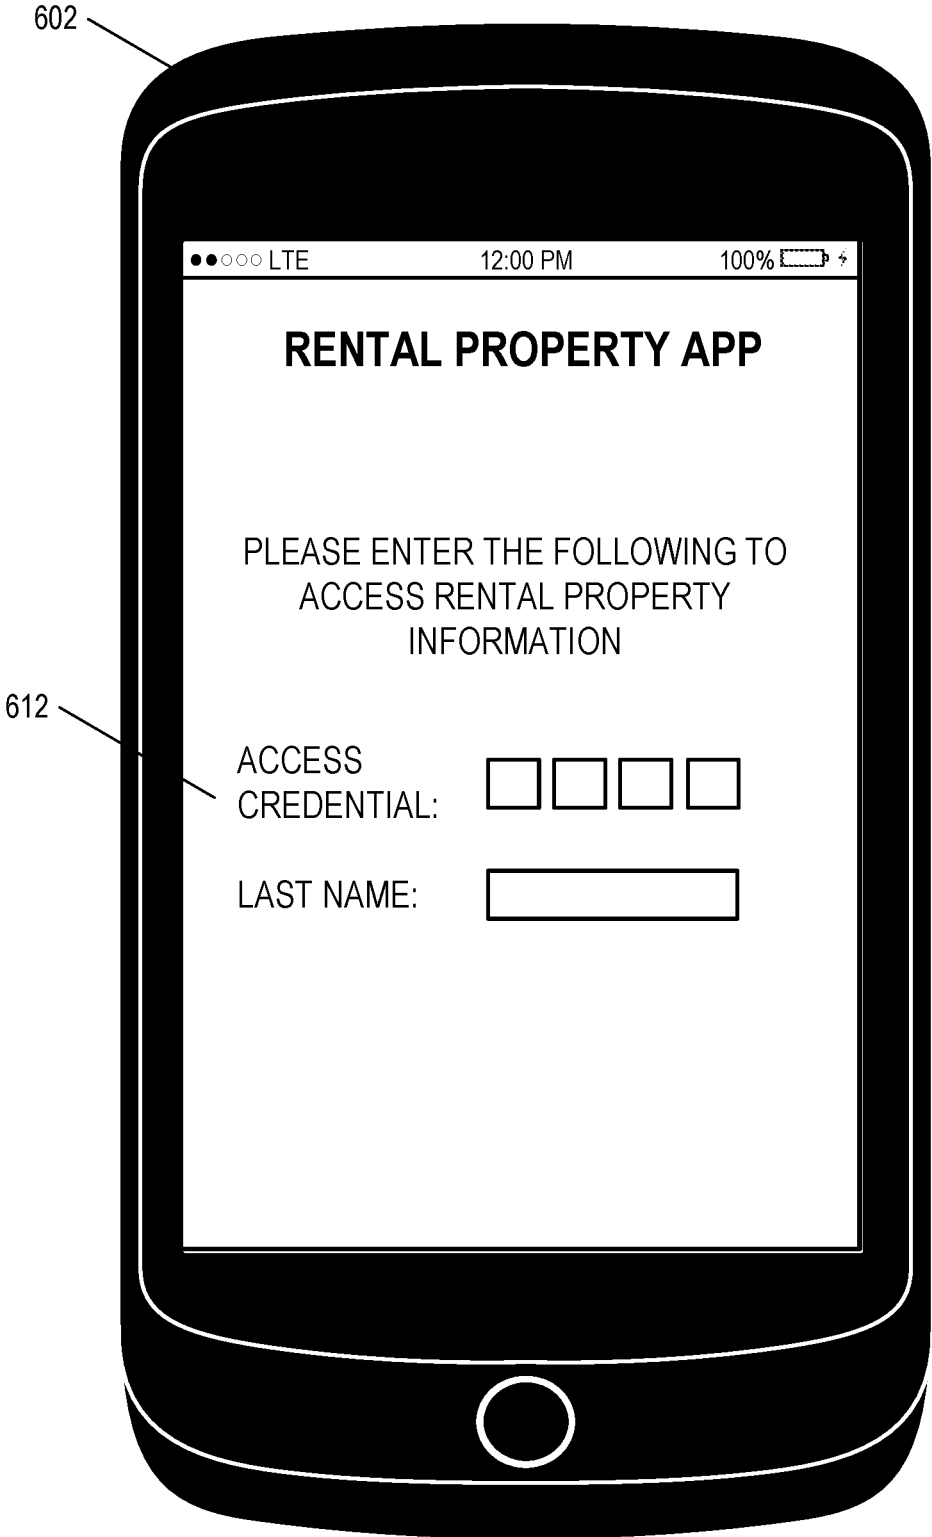 602
LTE 12:00 PM 100%
RENTAL PROPERTY APP
PLEASE ENTER THE FOLLOWING TO
ACCESS RENTAL PROPERTY
INFORMATION
612
ACCESS
CREDENTIAL:
LAST NAME: